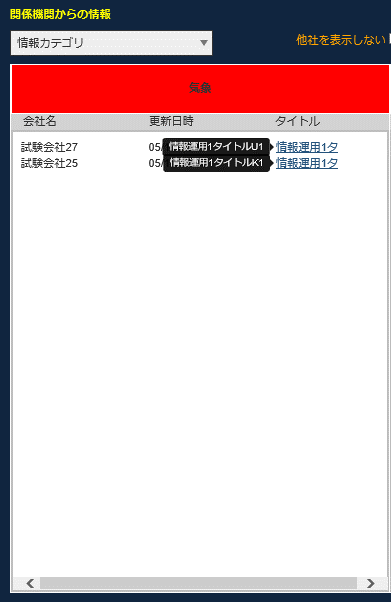 関係機関からの情報
情報カテゴリ
他社を表示しない
気象
会社名 更新日時 タイトル
試験会社27 05/ 情報運用1タイトルU1 情報運用1タ
試験会社25 05/ 情報運用1タイトルK1 情報運用1タ